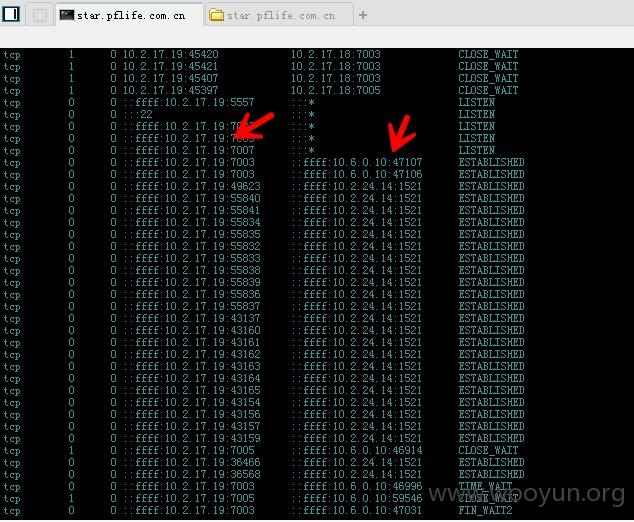 star.pflife.com.cn star.pflife.com.cn +
tcp 1 0 10.2.17.19:45420 10.2.17.18:7003 CLOSE_WAIT
tcp 1 0 10.2.17.19:45421 10.2.17.18:7003 CLOSE_WAIT
tcp 1 0 10.2.17.19:45407 10.2.17.18:7003 CLOSE_WAIT
tcp 1 0 10.2.17.19:45397 10.2.17.18:7005 CLOSE_WAIT
tcp 0 0 ::ffff:10.2.17.19:5557 :::* LISTEN
tcp 0 0 :::22 :::* LISTEN
tcp 0 0 :::* LISTEN
tcp 0 0 :::* LISTEN
tcp 0 0 ::ffff:10.2.17.19:7007 :::* LISTEN
tcp 0 0 ::ffff:10.2.17.19:7003 ::ffff:10.6.0.10:47107 ESTABLISHED
tcp 0 0 ::ffff:10.2.17.19:7003 ::ffff:10.6.0.10:47106 ESTABLISHED
tcp 0 0 ::ffff:10.2.17.19:49623 ::ffff:10.2.24.14:1521 ESTABLISHED
tcp 0 0 ::ffff:10.2.17.19:55840 ::ffff:10.2.24.14:1521 ESTABLISHED
tcp 0 0 ::ffff:10.2.17.19:55841 ::ffff:10.2.24.14:1521 ESTABLISHED
tcp 0 0 ::ffff:10.2.17.19:55834 ::ffff:10.2.24.14:1521 ESTABLISHED
tcp 0 0 ::ffff:10.2.17.19:55835 ::ffff:10.2.24.14:1521 ESTABLISHED
tcp 0 0 ::ffff:10.2.17.19:55832 ::ffff:10.2.24.14:1521 ESTABLISHED
tcp 0 0 ::ffff:10.2.17.19:55833 ::ffff:10.2.24.14:1521 ESTABLISHED
tcp 0 0 ::ffff:10.2.17.19:55838 ::ffff:10.2.24.14:1521 ESTABLISHED
tcp 0 0 ::ffff:10.2.17.19:55839 ::ffff:10.2.24.14:1521 ESTABLISHED
tcp 0 0 ::ffff:10.2.17.19:55836 ::ffff:10.2.24.14:1521 ESTABLISHED
tcp 0 0 ::ffff:10.2.17.19:55837 ::ffff:10.2.24.14:1521 ESTABLISHED
tcp 0 0 ::ffff:10.2.17.19:43137 ::ffff:10.2.24.14:1521 ESTABLISHED
tcp 0 0 ::ffff:10.2.17.19:43160 ::ffff:10.2.24.14:1521 ESTABLISHED
tcp 0 0 ::ffff:10.2.17.19:43161 ::ffff:10.2.24.14:1521 ESTABLISHED
tcp 0 0 ::ffff:10.2.17.19:43162 ::ffff:10.2.24.14:1521 ESTABLISHED
tcp 0 0 ::ffff:10.2.17.19:43163 ::ffff:10.2.24.14:1521 ESTABLISHED
tcp 0 0 ::ffff:10.2.17.19:43164 ::ffff:10.2.24.14:1521 ESTABLISHED
tcp 0 0 ::ffff:10.2.17.19:43165 ::ffff:10.2.24.14:1521 ESTABLISHED
tcp 0 0 ::ffff:10.2.17.19:43154 ::ffff:10.2.24.14:1521 ESTABLISHED
tcp 0 0 ::ffff:10.2.17.19:43156 ::ffff:10.2.24.14:1521 ESTABLISHED
tcp 0 0 ::ffff:10.2.17.19:43157 ::ffff:10.2.24.14:1521 ESTABLISHED
tcp 0 0 ::ffff:10.2.17.19:43159 ::ffff:10.2.24.14:1521 ESTABLISHED
tcp 1 0 ::ffff:10.2.17.19:7005 ::ffff:10.6.0.10:46914 CLOSE_WAIT
tcp 0 0 ::ffff:10.2.17.19:36466 ::ffff:10.2.24.14:1521 ESTABLISHED
tcp 0 0 ::ffff:10.2.17.19:36568 ::ffff:10.2.24.14:1521 ESTABLISHED
tcp 0 0 ::ffff:10.2.17.19:7003 ::ffff:10.6.0.10:46996 TIME_WAIT
tcp 1 0 ::ffff:10.2.17.19:7005 ::ffff:10.6.0.10:59546 CLOSE_WAIT
tcp 0 0 ::ffff:10.2.17.19:7005 ::ffff:10.6.0.10:47031 FIN_WAIT2
www.wooyun.org